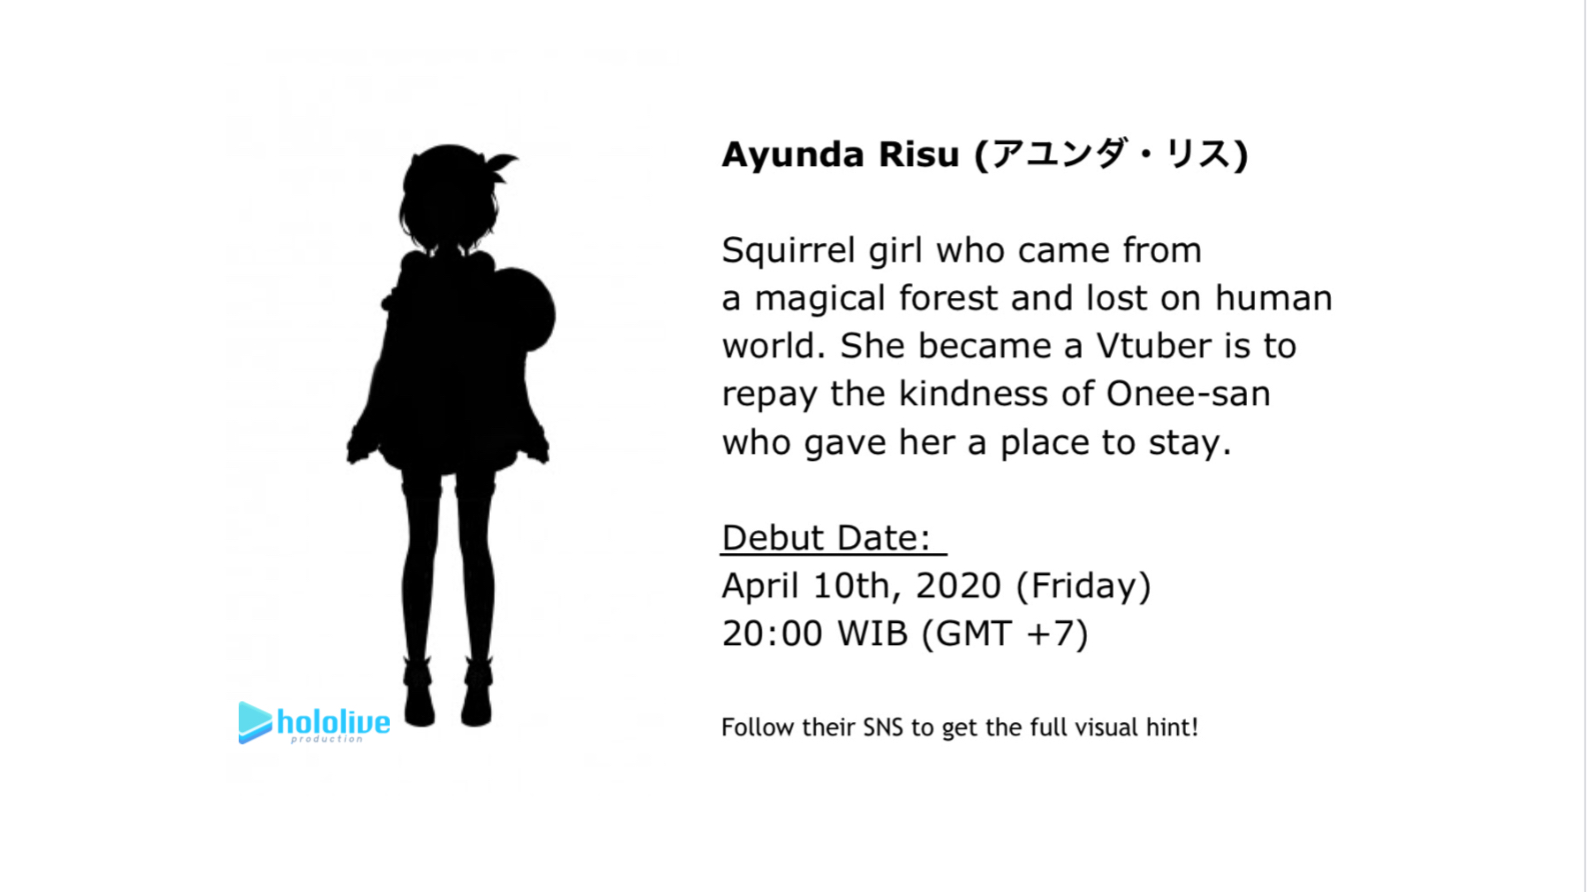 Ayunda Risu (アユンダ・リス)
Squirrel girl who came from
a magical forest and lost on human
world. She became a Vtuber is to
repay the kindness of Onee-san
who gave her a place to stay.
Debut Date:
April 10th, 2020 (Friday)
20:00 WIB (GMT +7)
hololive
production
Follow their SNS to get the full visual hint!